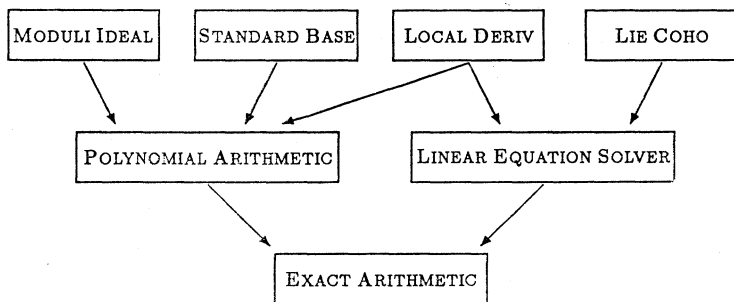 MODULI IDEAL
STANDARD BASE
LOCAL DERIV
LIE COHO
POLYNOMIAL ARITHMETIC
LINEAR EQUATION SOLVER
EXACT ARITHMETIC